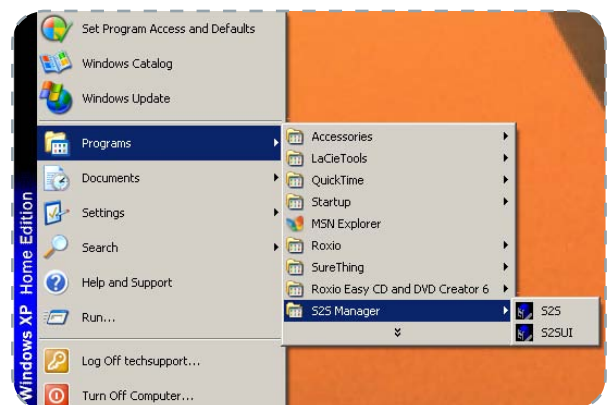 Set Program Access and Defaults
Windows Catalog
Windows Update
Programs
Documents
Settings
Search
Help and Support
Run...
Log Off techsupport...
Turn Off Computer...
Windows XP Home Edition
Accessories
LaCieTools
QuickTime
Startup
MSN Explorer
Roxio
SureThing
Roxio Easy CD and DVD Creator 6
S2S Manager
S2S
S2SUI